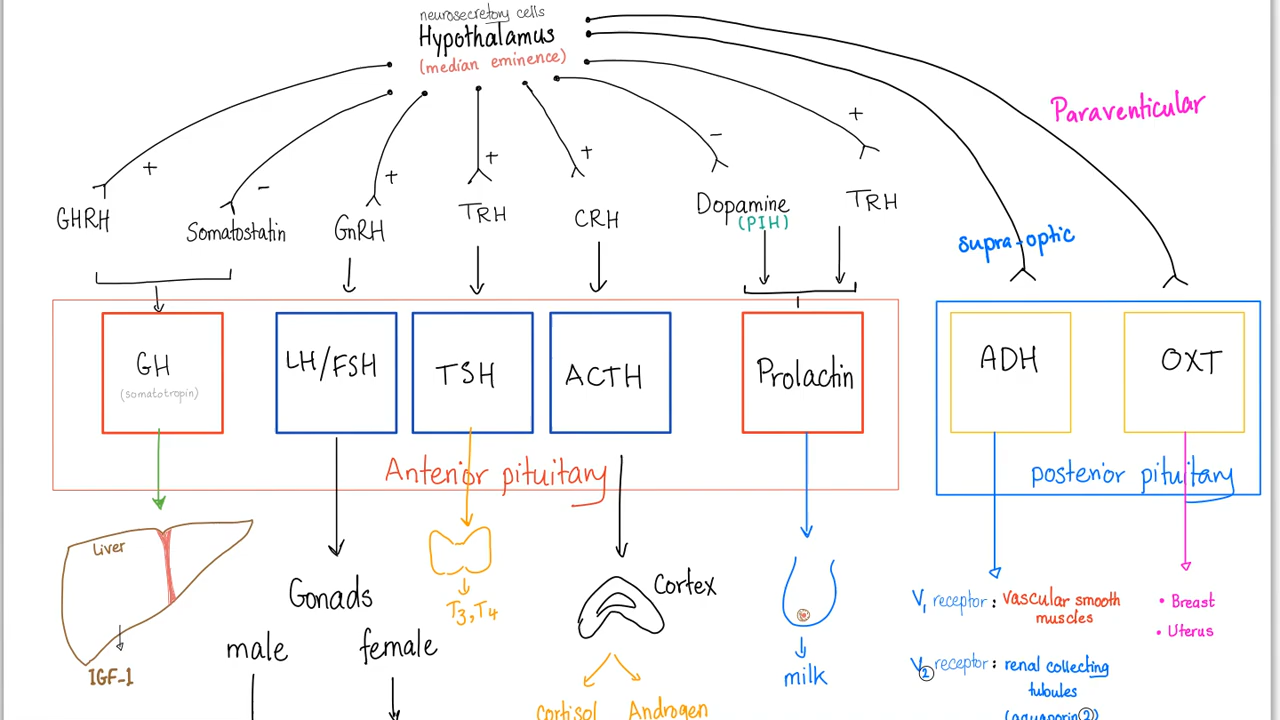 neurosecretory cells
Hypothalamus
(median eminence)
Paraventicular
+
-
+
+
+
-
+
GHRH
Somatostatin
GnRH
TRH
CRH
Dopamine
(PIH)
TRH
supra-optic
GH
(somatotropin)
LH/FSH
TSH
ACTH
Prolactin
ADH
OXT
Anterior pituitary
posterior pituitary
Liver
IGF-1
Gonads
male
female
T3,T4
Cortex
Cortisol
Androgen
milk
V1 receptor: vascular smooth
muscles
V2 receptor: renal collecting
tubules
(aquaporin 2)
• Breast
• Uterus